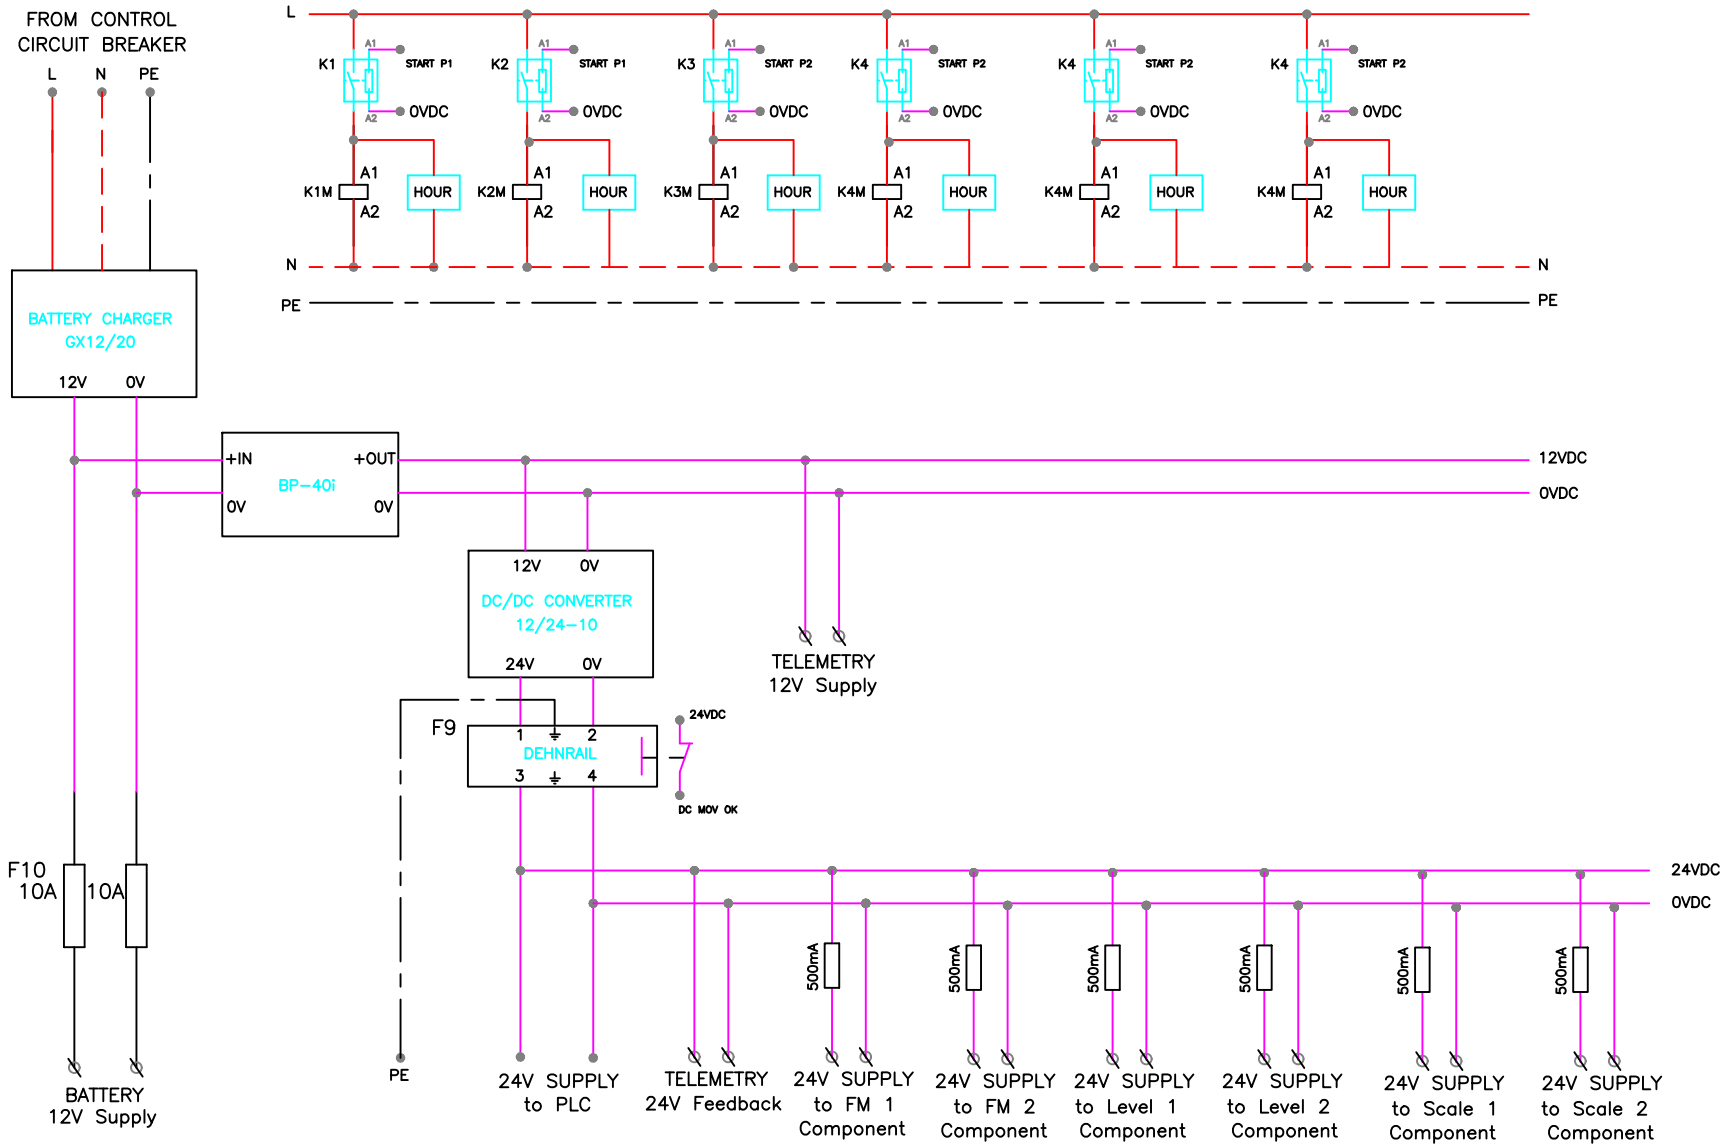 FROM CONTROL
CIRCUIT BREAKER
L N PE
L
K1 A1 START P1
A2 0VDC
K2 A1 START P1
A2 0VDC
K3 A1 START P2
A2 0VDC
K4 A1 START P2
A2 0VDC
K4 A1 START P2
A2 0VDC
K4 A1 START P2
A2 0VDC
K1M A1 A2 HOUR
K2M A1 A2 HOUR
K3M A1 A2 HOUR
K4M A1 A2 HOUR
K4M A1 A2 HOUR
K4M A1 A2 HOUR
N N
PE PE
BATTERY CHARGER
GX12/20
12V 0V
+IN +OUT
BP-40i
0V 0V
12VDC
0VDC
12V 0V
DC/DC CONVERTER
12/24-10
24V 0V
TELEMETRY
12V Supply
F9
1 2
DEHNRAIL
3 4
24VDC
DC MOV OK
F10
10A 10A
24VDC
0VDC
500mA 500mA 500mA 500mA 500mA 500mA
BATTERY
12V Supply
PE
24V SUPPLY
to PLC
TELEMETRY
24V Feedback
24V SUPPLY
to FM 1
Component
24V SUPPLY
to FM 2
Component
24V SUPPLY
to Level 1
Component
24V SUPPLY
to Level 2
Component
24V SUPPLY
to Scale 1
Component
24V SUPPLY
to Scale 2
Component